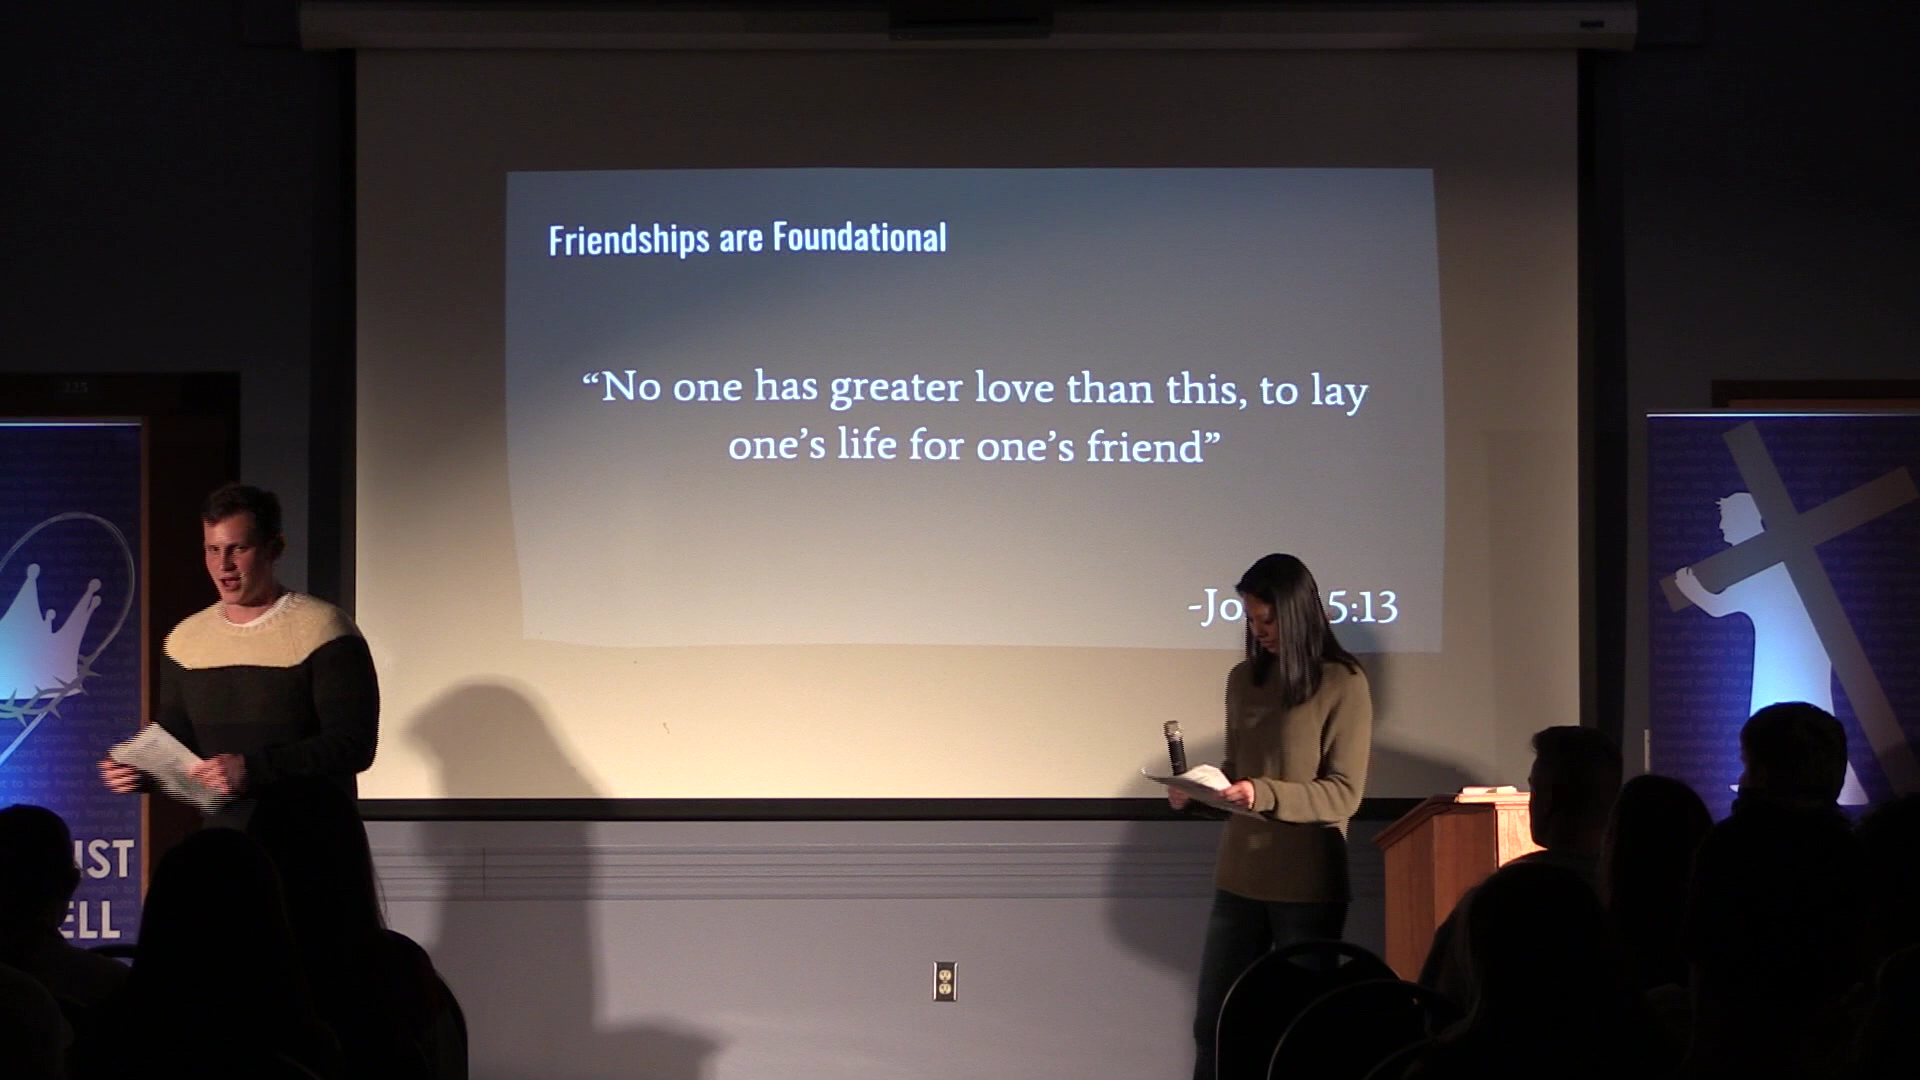 225
Friendships are Foundational
“No one has greater love than this, to lay
one’s life for one’s friend”
-Jo 5:13
IST
ELL